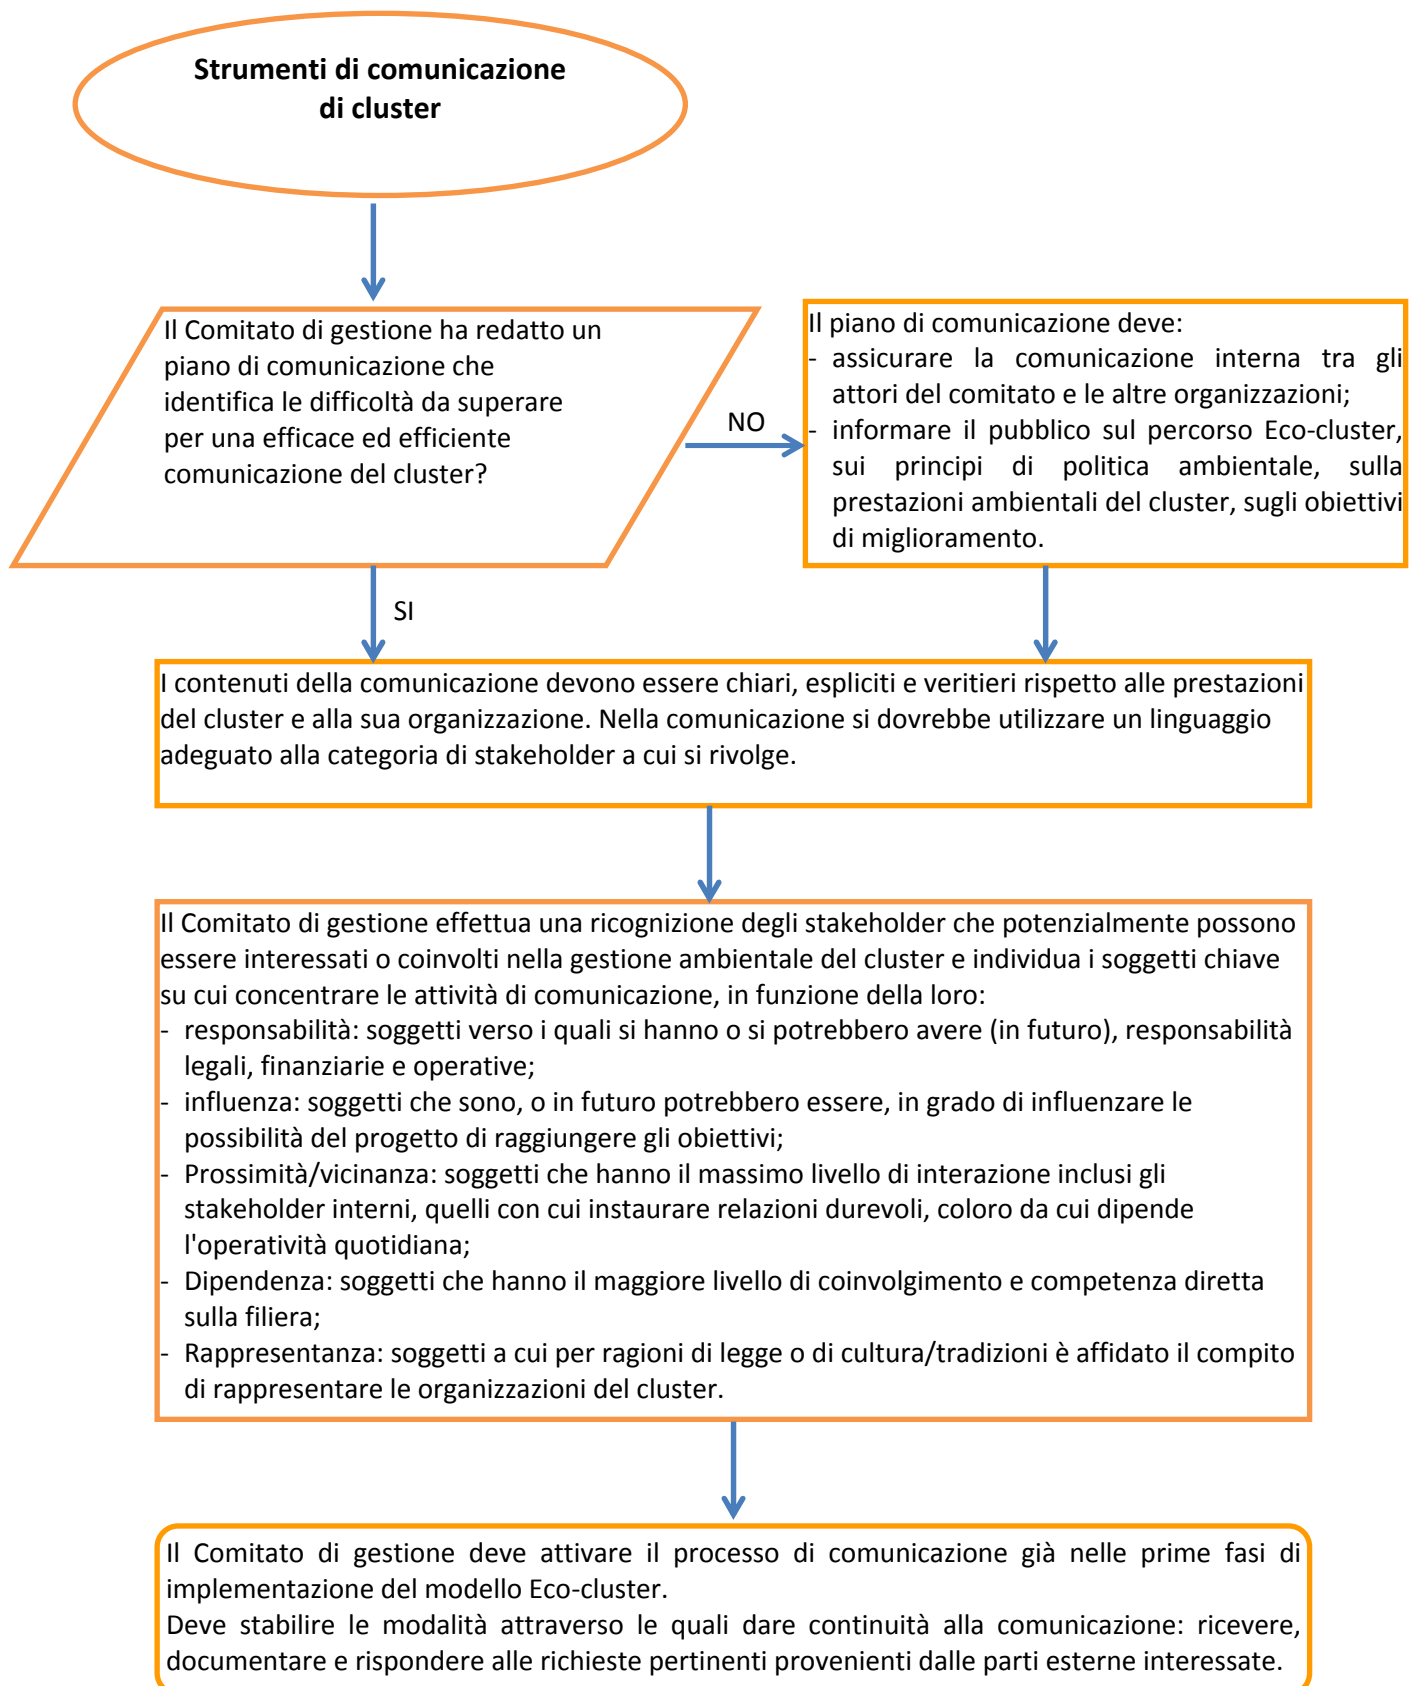 Strumenti di comunicazione
di cluster
Il Comitato di gestione ha redatto un
piano di comunicazione che
identifica le difficoltà da superare
per una efficace ed efficiente
comunicazione del cluster?
NO
Il piano di comunicazione deve:
- assicurare la comunicazione interna tra gli
attori del comitato e le altre organizzazioni;
- informare il pubblico sul percorso Eco-cluster,
sui principi di politica ambientale, sulla
prestazioni ambientali del cluster, sugli obiettivi
di miglioramento.
SI
I contenuti della comunicazione devono essere chiari, espliciti e veritieri rispetto alle prestazioni
del cluster e alla sua organizzazione. Nella comunicazione si dovrebbe utilizzare un linguaggio
adeguato alla categoria di stakeholder a cui si rivolge.
Il Comitato di gestione effettua una ricognizione degli stakeholder che potenzialmente possono
essere interessati o coinvolti nella gestione ambientale del cluster e individua i soggetti chiave
su cui concentrare le attività di comunicazione, in funzione della loro:
- responsabilità: soggetti verso i quali si hanno o si potrebbero avere (in futuro), responsabilità
legali, finanziarie e operative;
- influenza: soggetti che sono, o in futuro potrebbero essere, in grado di influenzare le
possibilità del progetto di raggiungere gli obiettivi;
- Prossimità/vicinanza: soggetti che hanno il massimo livello di interazione inclusi gli
stakeholder interni, quelli con cui instaurare relazioni durevoli, coloro da cui dipende
l'operatività quotidiana;
- Dipendenza: soggetti che hanno il maggiore livello di coinvolgimento e competenza diretta
sulla filiera;
- Rappresentanza: soggetti a cui per ragioni di legge o di cultura/tradizioni è affidato il compito
di rappresentare le organizzazioni del cluster.
Il Comitato di gestione deve attivare il processo di comunicazione già nelle prime fasi di
implementazione del modello Eco-cluster.
Deve stabilire le modalità attraverso le quali dare continuità alla comunicazione: ricevere,
documentare e rispondere alle richieste pertinenti provenienti dalle parti esterne interessate.